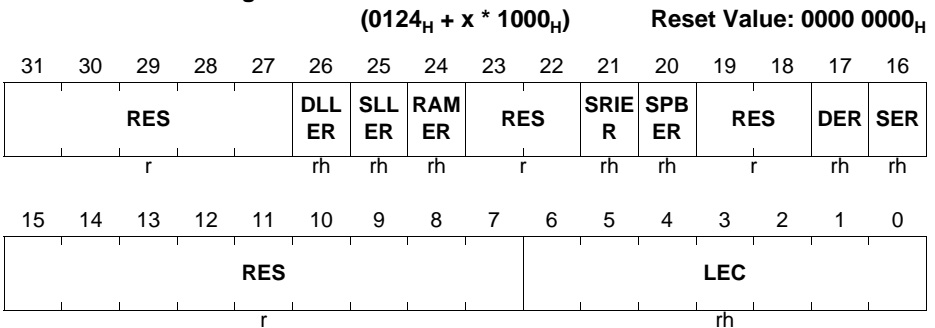 (0124H + x * 1000H) Reset Value: 0000 0000H
31 30 29 28 27 26 25 24 23 22 21 20 19 18 17 16
RES DLL ER SLL ER RAM ER RES SRIE R SPB ER RES DER SER
r rh rh rh r rh rh r rh rh
15 14 13 12 11 10 9 8 7 6 5 4 3 2 1 0
RES LEC
r rh